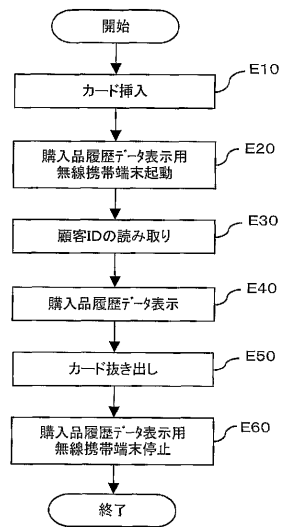 開始
カード挿入
E10
購入品履歴データ表示用
無線携帯端末起動
E20
顧客IDの読み取り
E30
購入品履歴データ表示
E40
カード抜き出し
E50
購入品履歴データ表示用
無線携帯端末停止
E60
終了